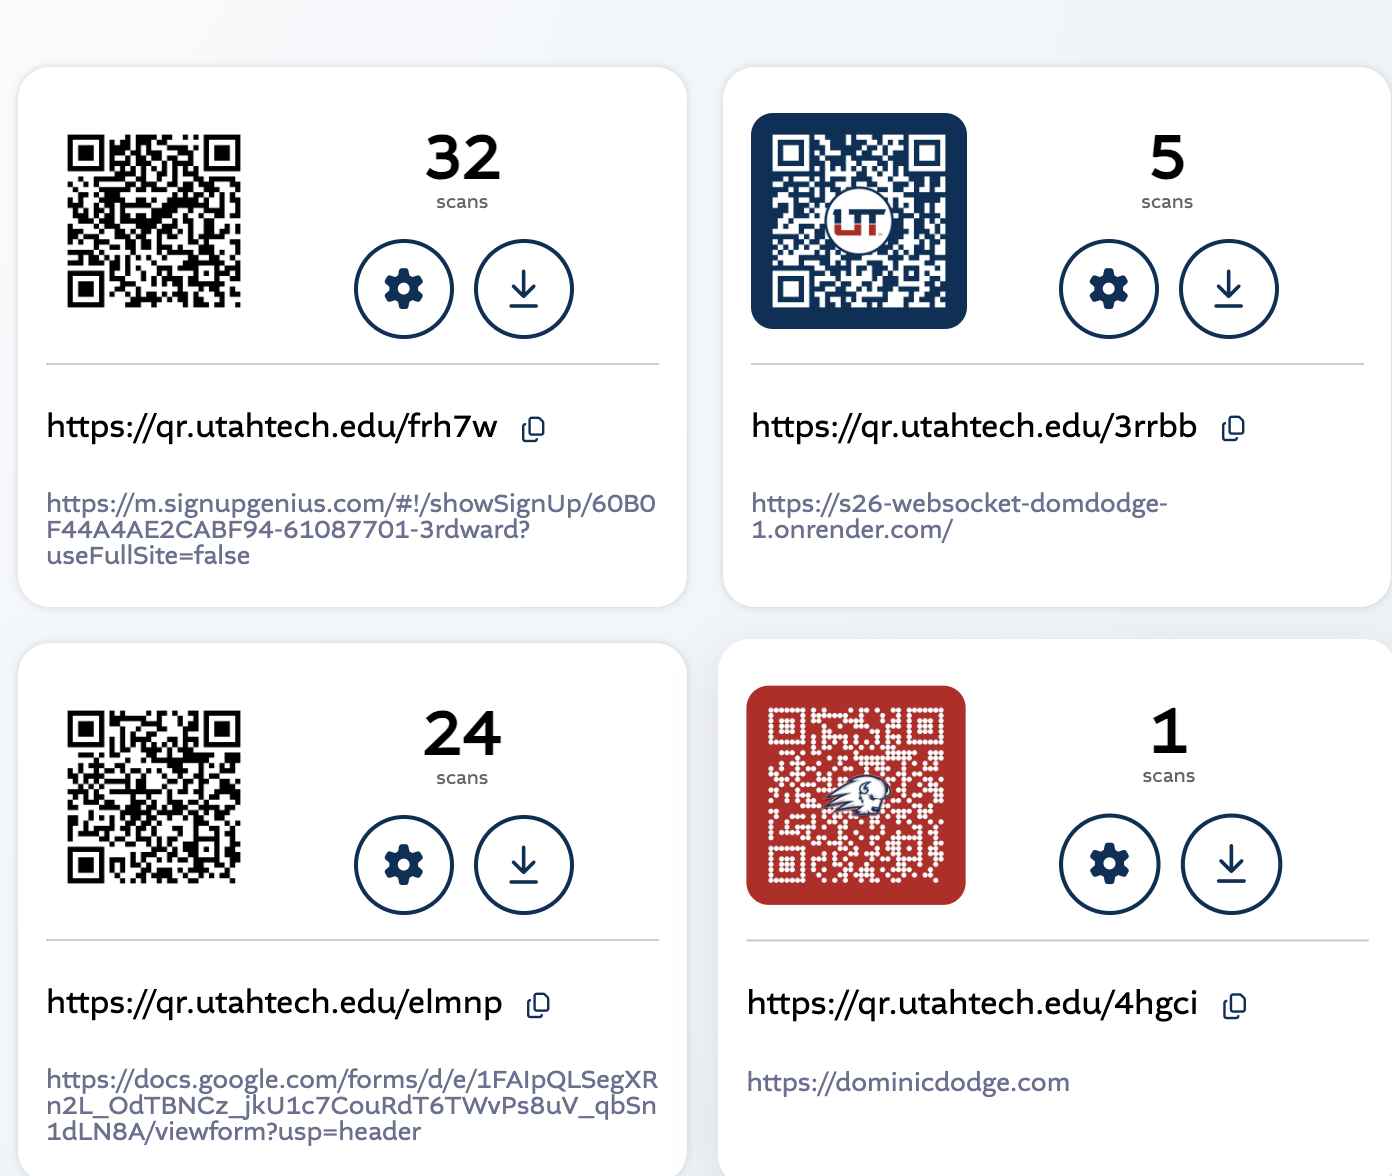 32
scans
https://qr.utahtech.edu/frh7w
https://m.signupgenius.com/#!/showSignUp/60B0
F44A4AE2CABF94-61087701-3rdward?
useFullSite=false
UT
5
scans
https://qr.utahtech.edu/3rrbb
https://s26-websocket-domdodge-
1.onrender.com/
24
scans
https://qr.utahtech.edu/elmnp
https://docs.google.com/forms/d/e/1FAIpQLSegXR
n2L_OdTBNCz_jkU1c7CouRdT6TWvPs8uV_qbSn
1dLN8A/viewform?usp=header
1
scans
https://qr.utahtech.edu/4hgci
https://dominicdodge.com